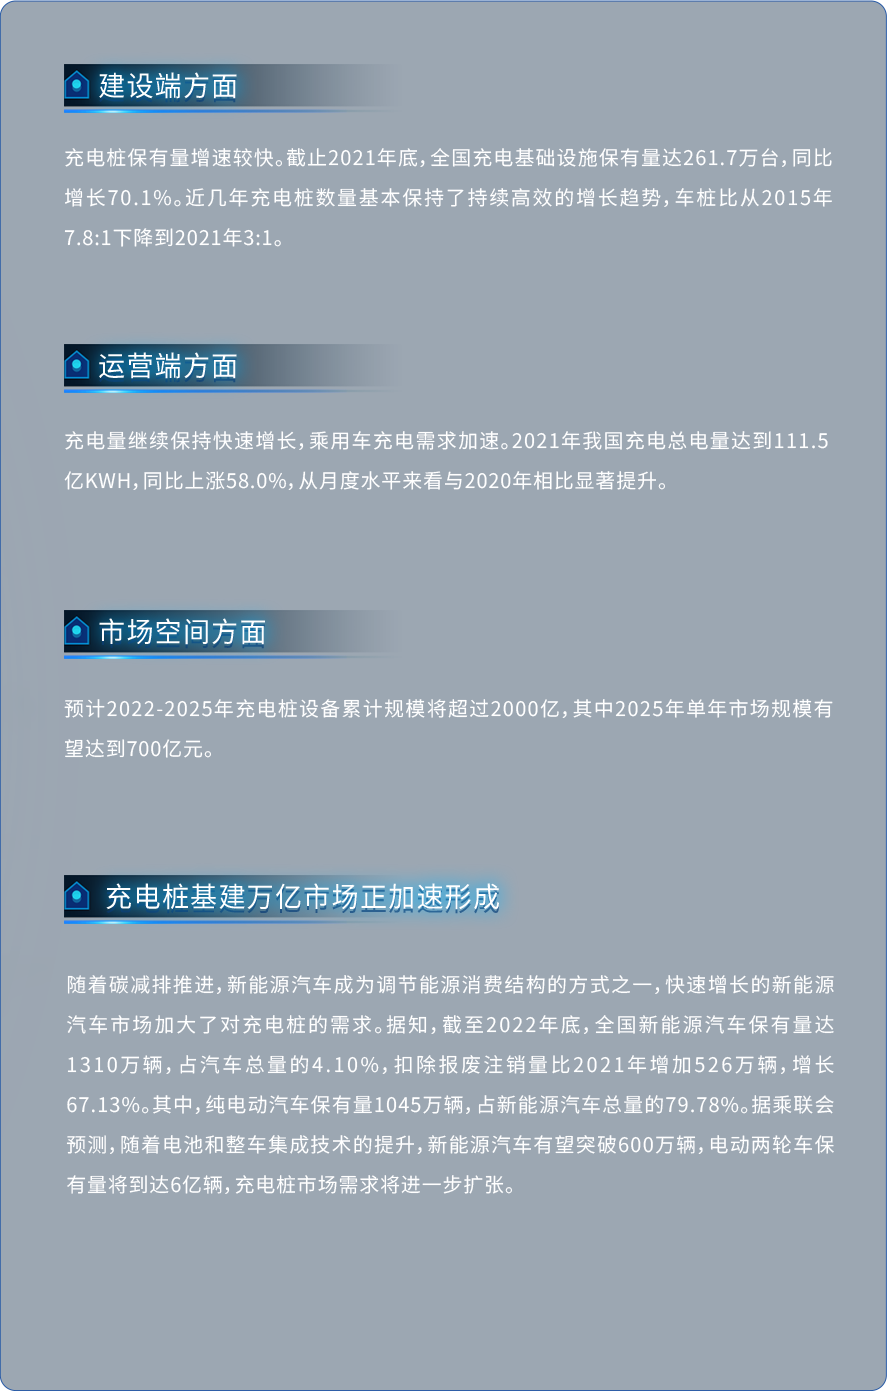 建设端方面
充电桩保有量增速较快。截止2021年底，全国充电基础设施保有量达261.7万台，同比
增长70.1%。近几年充电桩数量基本保持了持续高效的增长趋势，车桩比从2015年
7.8:1下降到2021年3:1。
运营端方面
充电量继续保持快速增长，乘用车充电需求加速。2021年我国充电总电量达到111.5
亿KWH，同比上涨58.0%，从月度水平来看与2020年相比显著提升。
市场空间方面
预计2022-2025年充电桩设备累计规模将超过2000亿，其中2025年单年市场规模有
望达到700亿元。
充电桩基建万亿市场正加速形成
随着碳减排推进，新能源汽车成为调节能源消费结构的方式之一，快速增长的新能源
汽车市场加大了对充电桩的需求。据知，截至2022年底，全国新能源汽车保有量达
1310万辆，占汽车总量的4.10%，扣除报废注销量比2021年增加526万辆，增长
67.13%。其中，纯电动汽车保有量1045万辆，占新能源汽车总量的79.78%。据乘联会
预测，随着电池和整车集成技术的提升，新能源汽车有望突破600万辆，电动两轮车保
有量将到达6亿辆，充电桩市场需求将进一步扩张。